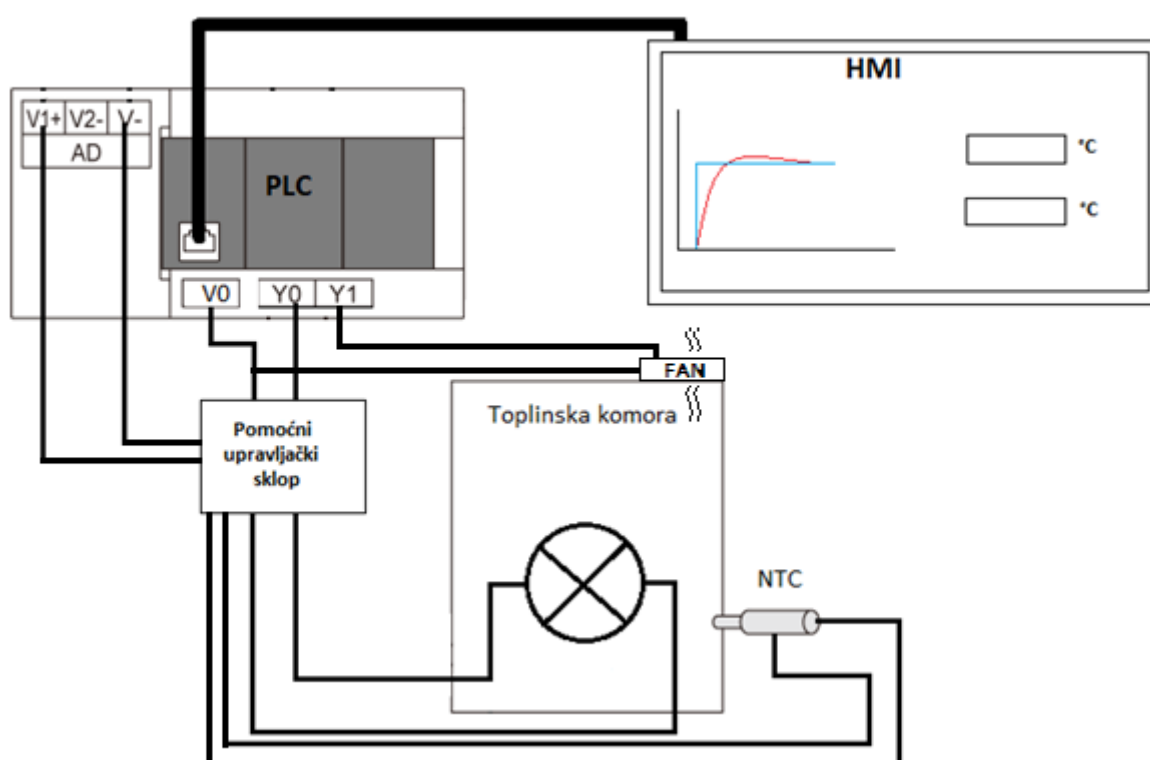 HMI
V1+ V2- V-
AD
°C
PLC
°C
V0 Y0 Y1
FAN
Toplinska komora
Pomoćni
upravljački
sklop
NTC